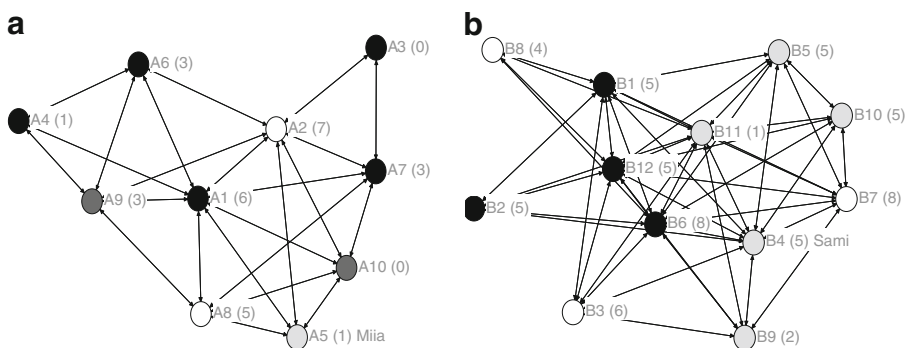 a
A3 (0)
A6 (3)
A4 (1)
A2 (7)
A7 (3)
A9 (3)
A1 (6)
A10 (0)
A8 (5)
A5 (1) Miia
b
B8 (4)
B5 (5)
B1 (5)
B10 (5)
B11 (1)
B12 (5)
B7 (8)
B2 (5)
B6 (8)
B4 (5) Sami
B3 (6)
B9 (2)